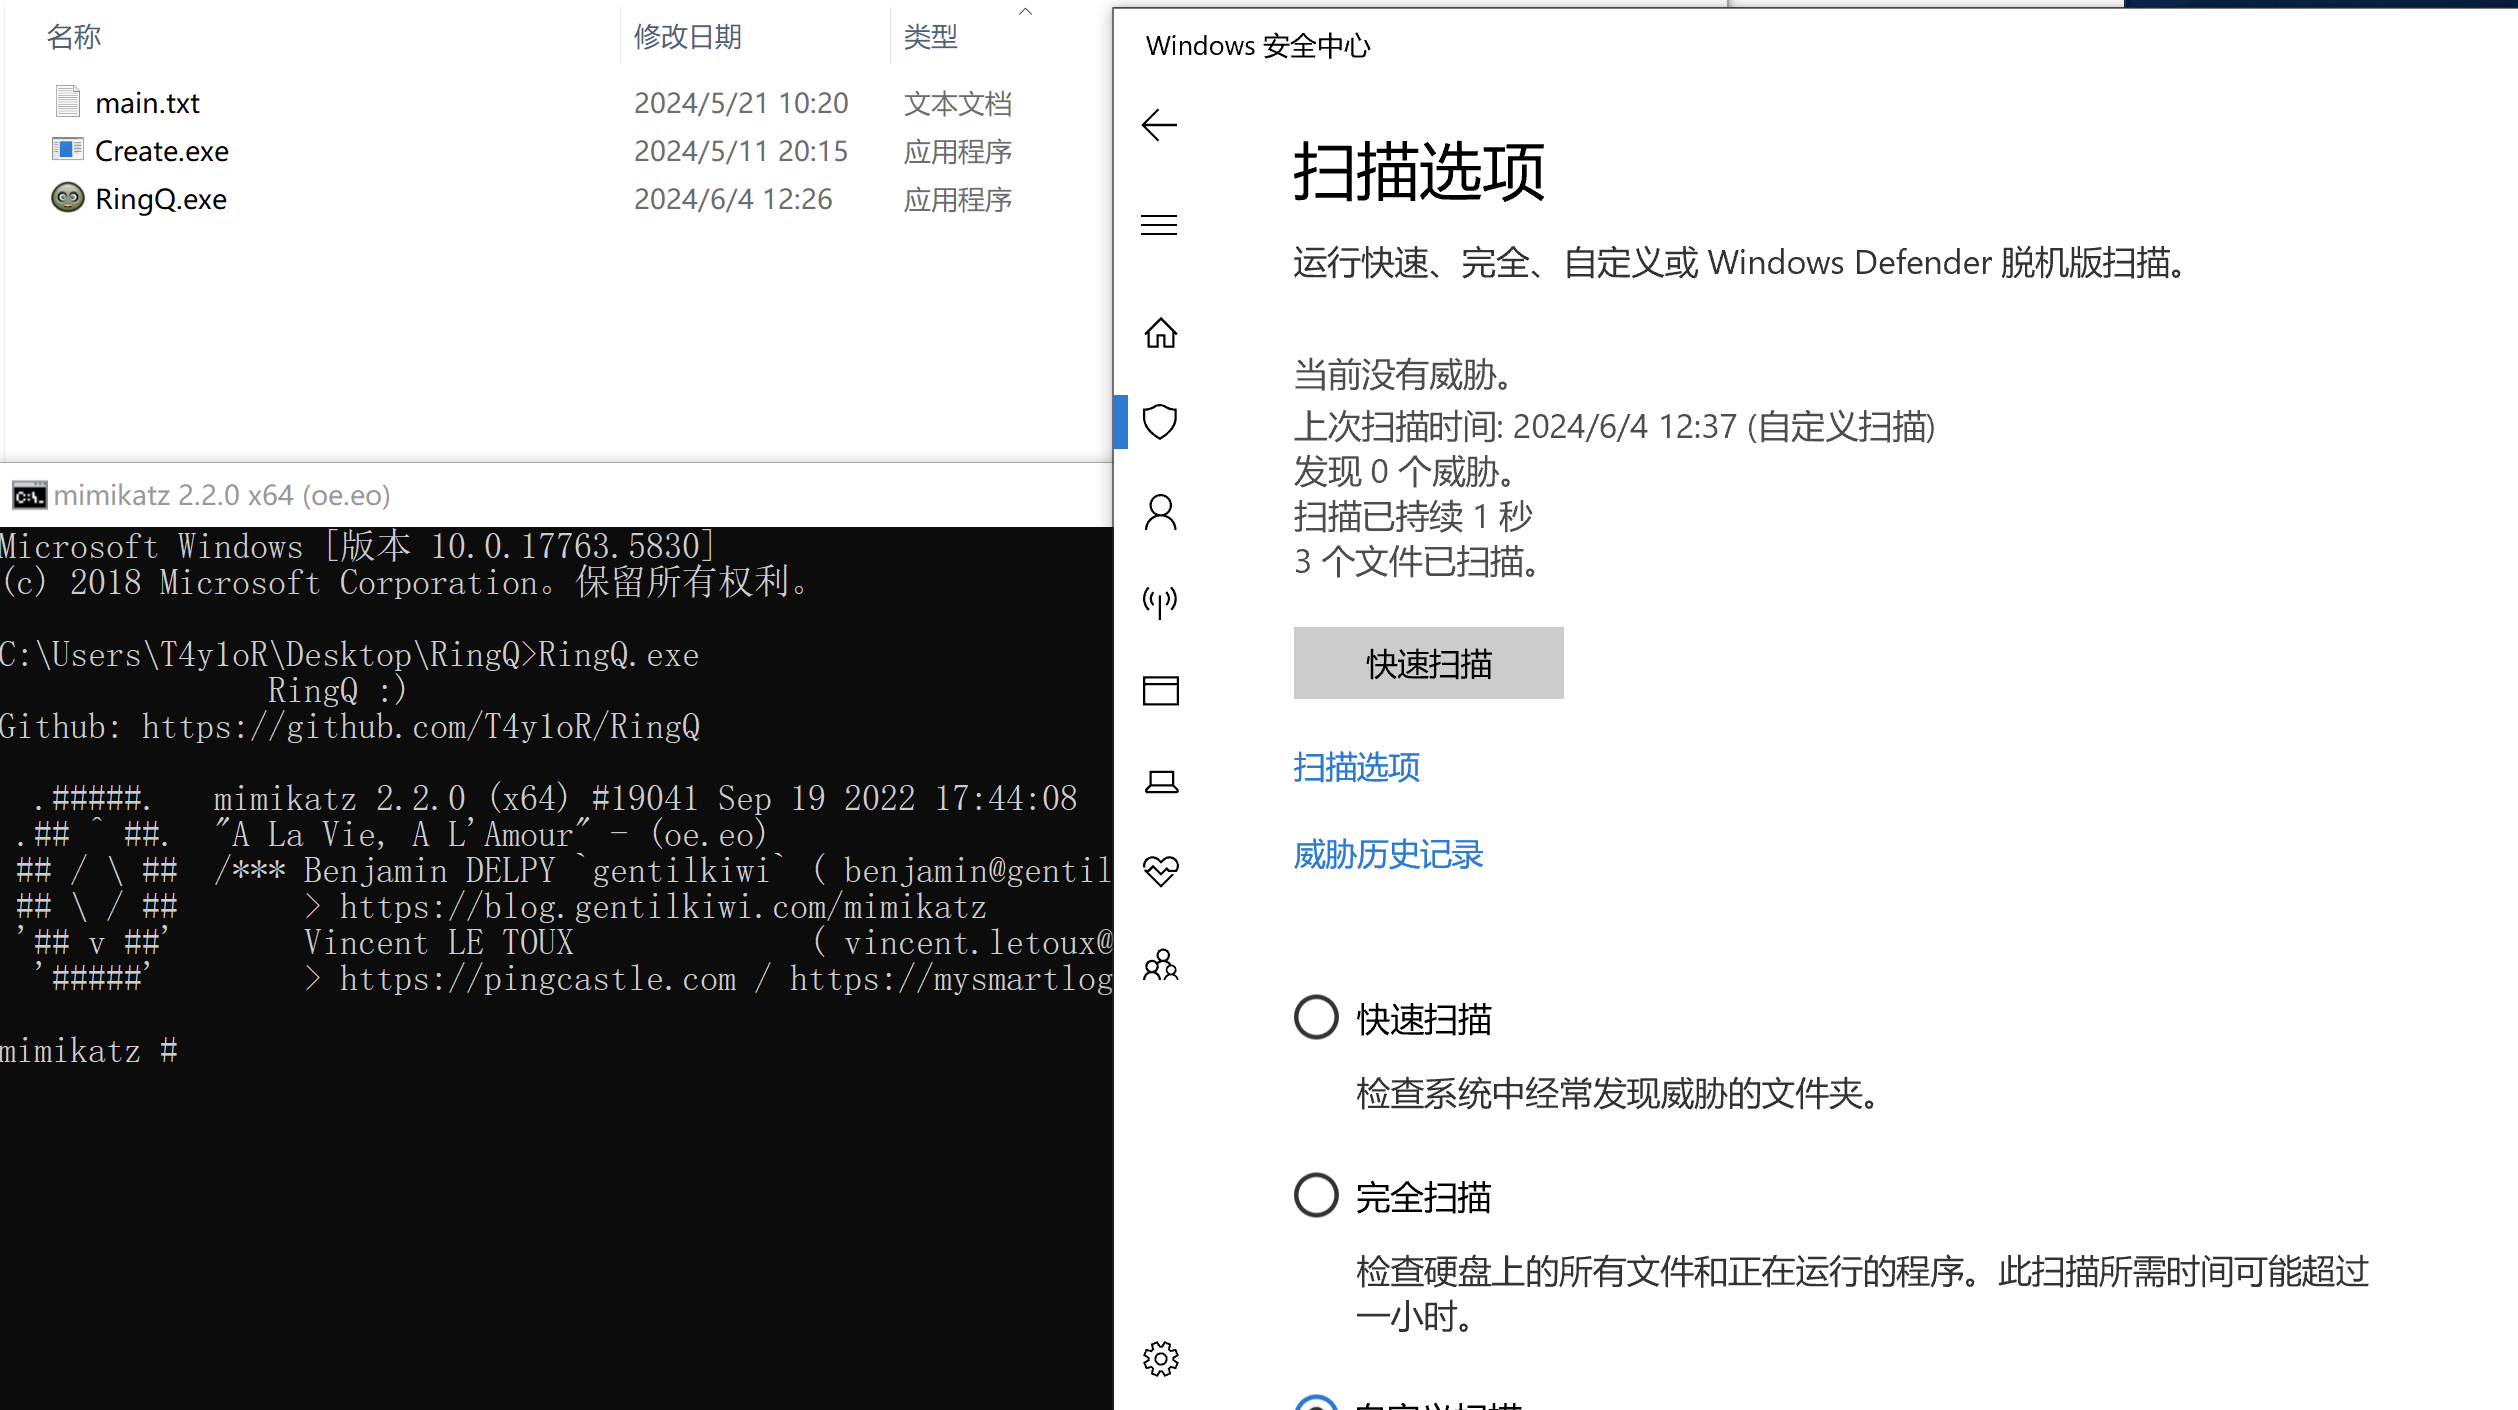 名称 修改日期 类型
main.txt 2024/5/21 10:20 文本文档
Create.exe 2024/5/11 20:15 应用程序
RingQ.exe 2024/6/4 12:26 应用程序
mimikatz 2.2.0 x64 (oe.eo)
Microsoft Windows [版本 10.0.17763.5830]
(c) 2018 Microsoft Corporation。保留所有权利。
C:\Users\T4y1oR\Desktop\RingQ>RingQ.exe
RingQ :)
Github: https://github.com/T4y1oR/RingQ
.#####. mimikatz 2.2.0 (x64) #19041 Sep 19 2022 17:44:08
.## ^ ##. "A La Vie, A L'Amour" - (oe.eo)
## / \ ## /*** Benjamin DELPY `gentilkiwi` ( benjamin@gentil
## \ / ## > https://blog.gentilkiwi.com/mimikatz
'## v ##' Vincent LE TOUX ( vincent.letoux@
'#####' > https://pingcastle.com / https://mysmartlog
mimikatz #
Windows 安全中心
扫描选项
运行快速、完全、自定义或 Windows Defender 脱机版扫描。
当前没有威胁。
上次扫描时间: 2024/6/4 12:37 (自定义扫描)
发现 0 个威胁。
扫描已持续 1 秒
3 个文件已扫描。
快速扫描
扫描选项
威胁历史记录
快速扫描
检查系统中经常发现威胁的文件夹。
完全扫描
检查硬盘上的所有文件和正在运行的程序。此扫描所需时间可能超过
一小时。